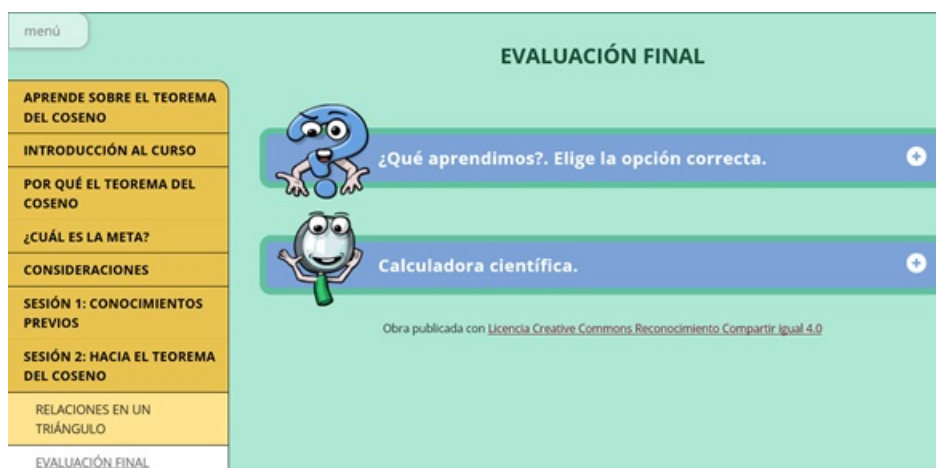 menú
APRENDE SOBRE EL TEOREMA
DEL COSENO
INTRODUCCIÓN AL CURSO
POR QUÉ EL TEOREMA DEL
COSENO
¿CUÁL ES LA META?
CONSIDERACIONES
SESIÓN 1: CONOCIMIENTOS
PREVIOS
SESIÓN 2: HACIA EL TEOREMA
DEL COSENO
RELACIONES EN UN
TRIÁNGULO
EVALUACIÓN FINAL
EVALUACIÓN FINAL
¿Qué aprendimos?. Elige la opción correcta.
Calculadora científica.
Obra publicada con Licencia Creative Commons Reconocimiento Compartir igual 4.0